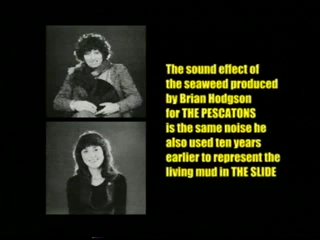 The sound effect of
the seaweed produced
by Brian Hodgson
for THE PESCATONS
is the same noise he
also used ten years
earlier to represent the
living mud in THE SLIDE